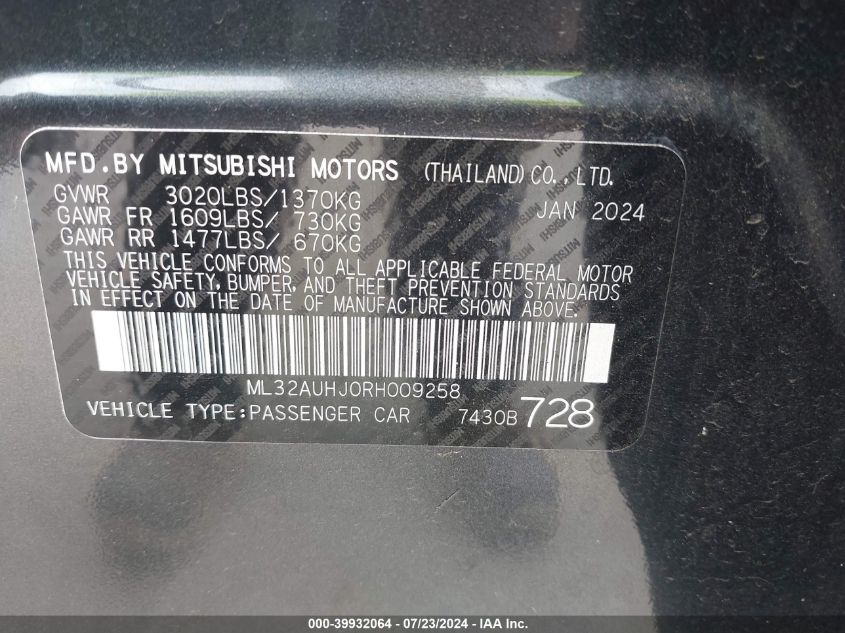 MFD.BY MITSUBISHI MOTORS (THAILAND) CO., LTD.
GVWR 3020LBS/1370KG JAN 2024
GAWR FR 1609LBS/ 730KG
GAWR RR 1477LBS/ 670KG
THIS VEHICLE CONFORMS TO ALL APPLICABLE FEDERAL MOTOR
VEHICLE SAFETY, BUMPER, AND THEFT PREVENTION STANDARDS
IN EFFECT ON THE DATE OF MANUFACTURE SHOWN ABOVE.
ML32AUHJ0RH009258
VEHICLE TYPE:PASSENGER CAR 7430B 728
000-39932064 / 07/23/2024 - IAA Inc.